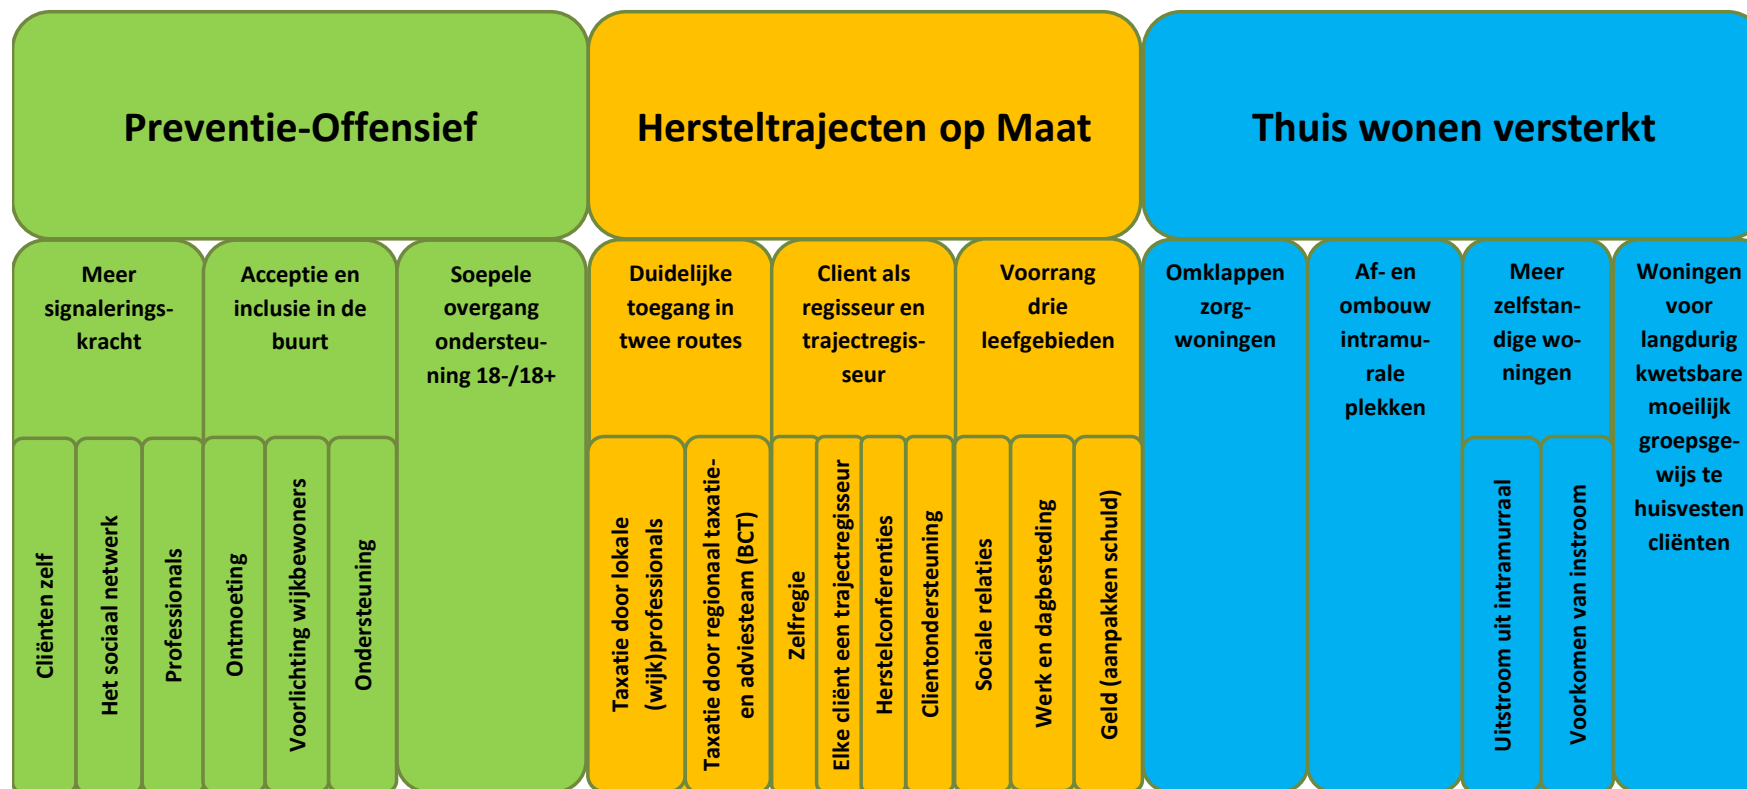 Preventie-Offensief
Hersteltrajecten op Maat
Thuis wonen versterkt
Meer
signalerings-
kracht
Acceptie en
inclusie in de
buurt
Soepele
overgang
ondersteu-
ning 18-/18+
Duidelijke
toegang in
twee routes
Client als
regisseur en
trajectregis-
seur
Voorrang
drie
leefgebieden
Omklappen
zorg-
woningen
Af- en
ombouw
intramu-
rale
plekken
Meer
zelfstan-
dige wo-
ningen
Woningen
voor
langdurig
kwetsbare
moeilijk
groepsge-
wijs te
huisvesten
cliënten
Cliënten zelf
Het sociaal netwerk
Professionals
Ontmoeting
Voorlichting wijkbewoners
Ondersteuning
Taxatie door lokale
(wijk)professionals
Taxatie door regionaal taxatie-
en adviesteam (BCT)
Zelfregie
Elke cliënt een trajectregisseur
Herstelconferenties
Clientondersteuning
Sociale relaties
Werk en dagbesteding
Geld (aanpakken schuld)
Uitstroom uit intramurraal
Voorkomen van instroom